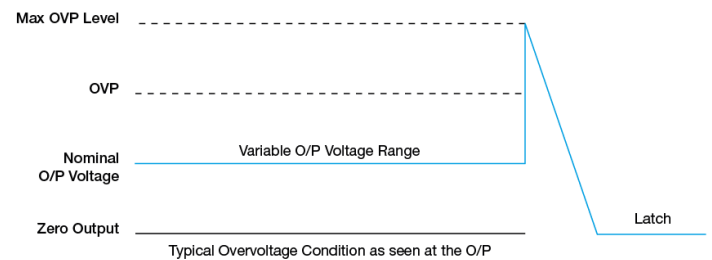 Max OVP Level
OVP
Variable O/P Voltage Range
Nominal
O/P Voltage
Latch
Zero Output
Typical Overvoltage Condition as seen at the O/P